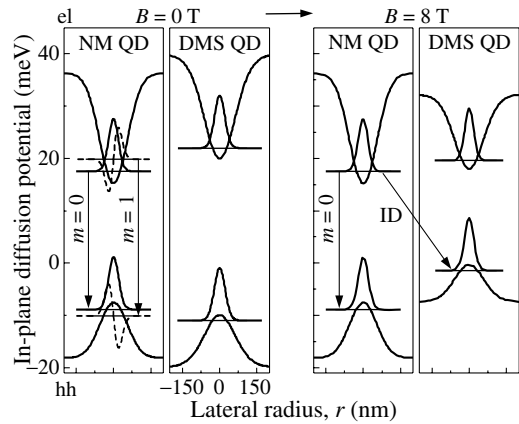 el B = 0 T B = 8 T
NM QD DMS QD NM QD DMS QD
In-plane diffusion potential (meV)
40
20
0
−20
m = 0
m = 1
m = 0
ID
hh
−150 0 150
Lateral radius, r (nm)